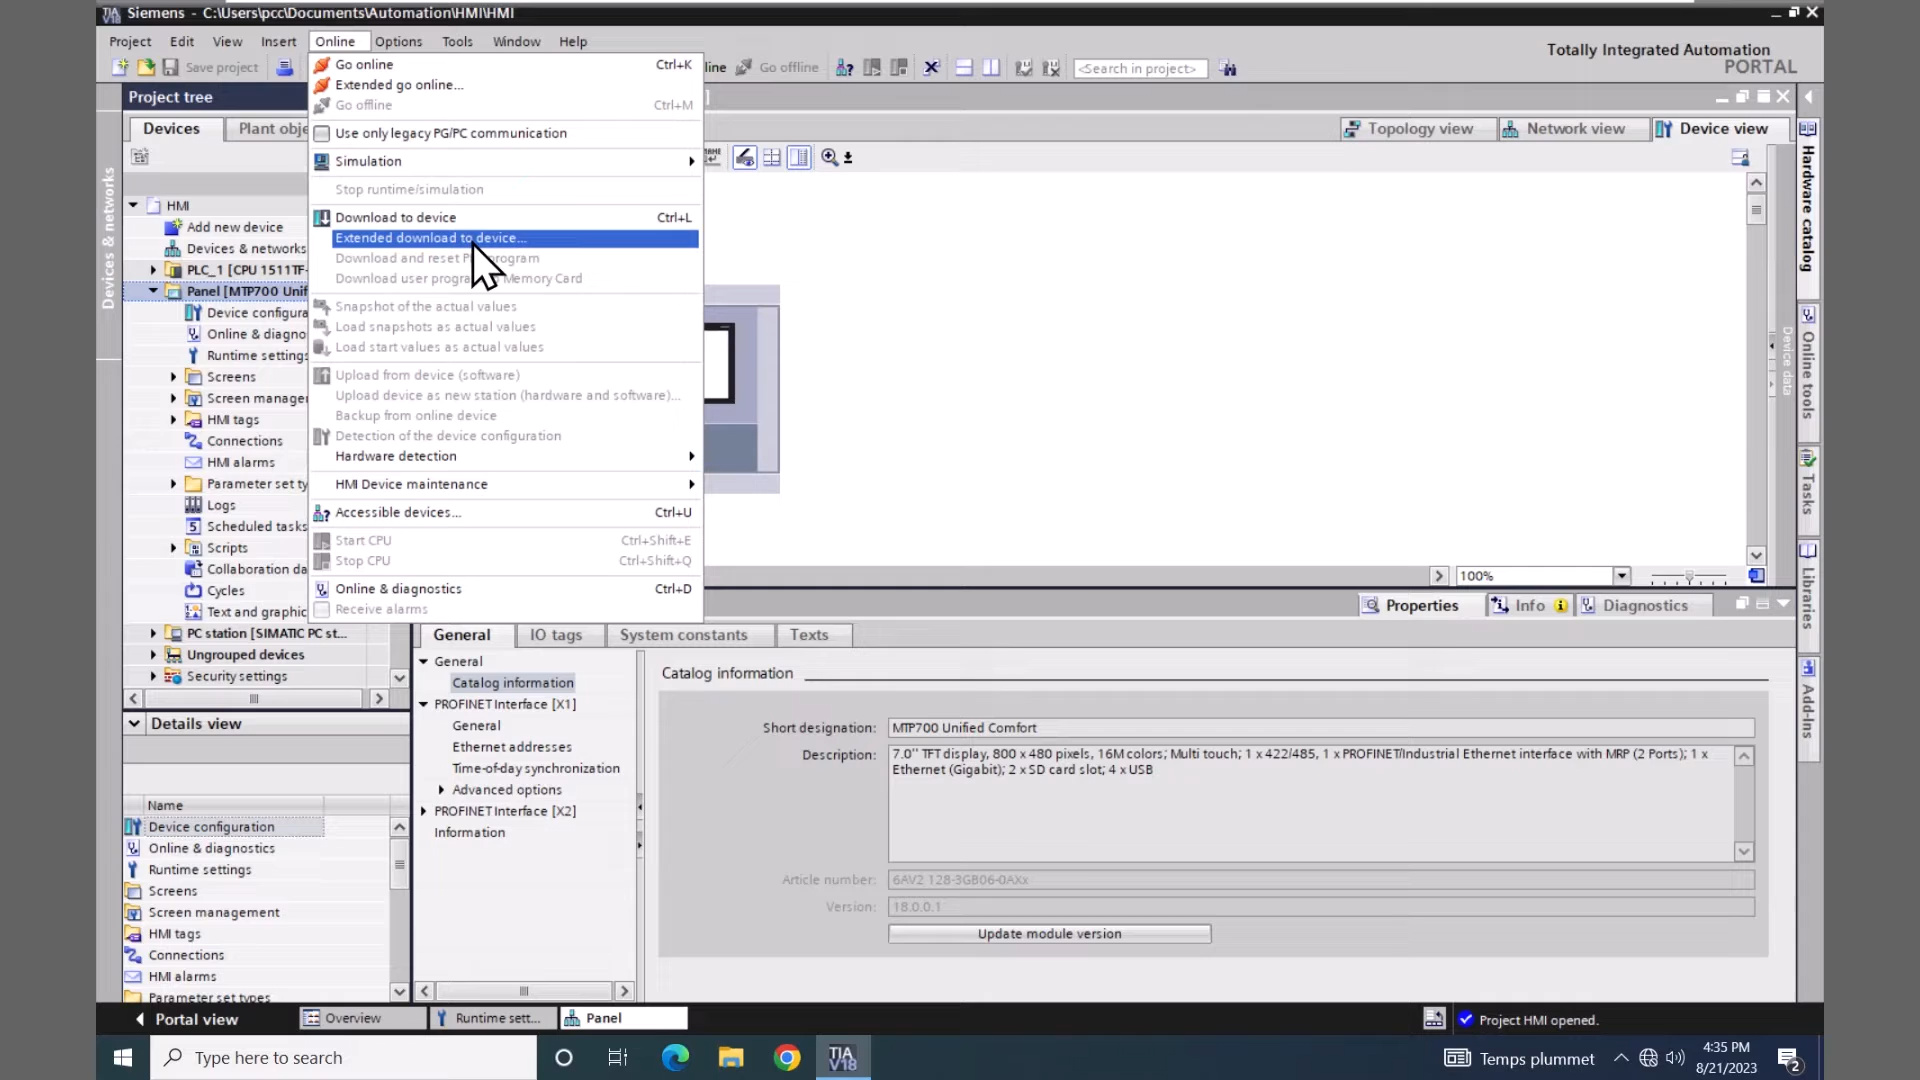 TIA V18 Siemens - C:\Users\pcc\Documents\Automation\HMI\HMI
Project Edit View Insert Online Options Tools Window Help
Totally Integrated Automation
PORTAL
Save project
line Go offline <Search in project>
Go online Ctrl+K
Extended go online...
Go offline Ctrl+M
Use only legacy PG/PC communication
Simulation
Stop runtime/simulation
Download to device Ctrl+L
Extended download to device...
Download and reset program
Download user Memory Card
Snapshot of the actual values
Load snapshots as actual values
Load start values as actual values
Upload from device (software)
Upload device as new station (hardware and software)...
Backup from online device
Detection of the device configuration
Hardware detection
HMI Device maintenance
Accessible devices... Ctrl+U
Start CPU Ctrl+Shift+E
Stop CPU Ctrl+Shift+Q
Online & diagnostics Ctrl+D
Receive alarms
Project tree
Devices Plant obje
Devices & networks
HMI
Add new device
Devices & networks
PLC_1 [CPU 1511TF-
Panel [MTP700 Unif
Device configura
Online & diagno
Runtime settings
Screens
Screen manage
HMI tags
Connections
HMI alarms
Parameter set ty
Logs
Scheduled tasks
Scripts
Collaboration da
Cycles
Text and graphic
PC station [SIMATIC PC st...
Ungrouped devices
Security settings
Details view
Name
Device configuration
Online & diagnostics
Runtime settings
Screens
Screen management
HMI tags
Connections
HMI alarms
Parameter set types
Topology view Network view Device view
Device data
100%
Properties Info Diagnostics
General IO tags System constants Texts
General
Catalog information
PROFINET Interface [X1]
General
Ethernet addresses
Time-of-day synchronization
Advanced options
PROFINET Interface [X2]
Information
Catalog information
Short designation: MTP700 Unified Comfort
Description: 7.0'' TFT display, 800 x 480 pixels, 16M colors; Multi touch; 1 x 422/485, 1 x PROFINET/Industrial Ethernet interface with MRP (2 Ports); 1 x
Ethernet (Gigabit); 2 x SD card slot; 4 x USB
Article number: 6AV2 128-3GB06-0AXx
Version: 18.0.0.1
Update module version
Hardware catalog
Online tools
Tasks
Libraries
Add-Ins
Portal view Overview Runtime sett... Panel Project HMI opened.
Type here to search TIA V18 Temps plummet 4:35 PM
8/21/2023 2